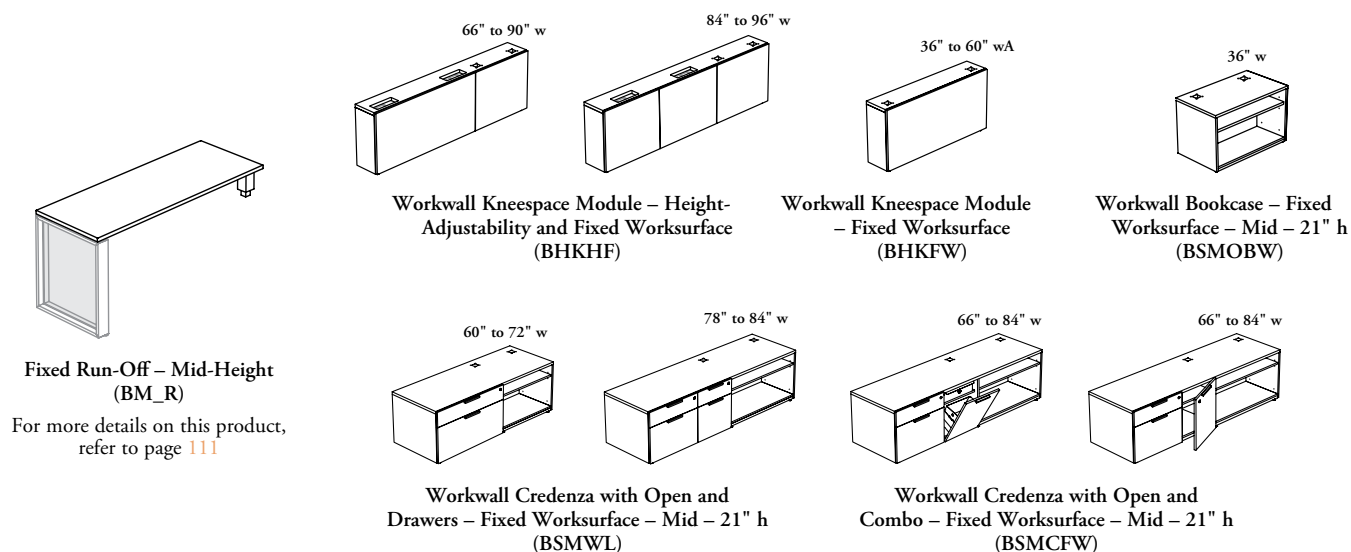 66" to 90" w
84" to 96" w
36" to 60" wA
36" w
Workwall Kneespace Module – Height-
Adjustability and Fixed Worksurface
(BHKHF)
Workwall Kneespace Module
– Fixed Worksurface
(BHKFW)
Workwall Bookcase – Fixed
Worksurface – Mid – 21" h
(BSMOBW)
Fixed Run-Off – Mid-Height
(BM_R)
For more details on this product,
refer to page 111
60" to 72" w
78" to 84" w
66" to 84" w
66" to 84" w
Workwall Credenza with Open and
Drawers – Fixed Worksurface – Mid – 21" h
(BSMWL)
Workwall Credenza with Open and
Combo – Fixed Worksurface – Mid – 21" h
(BSMCFW)